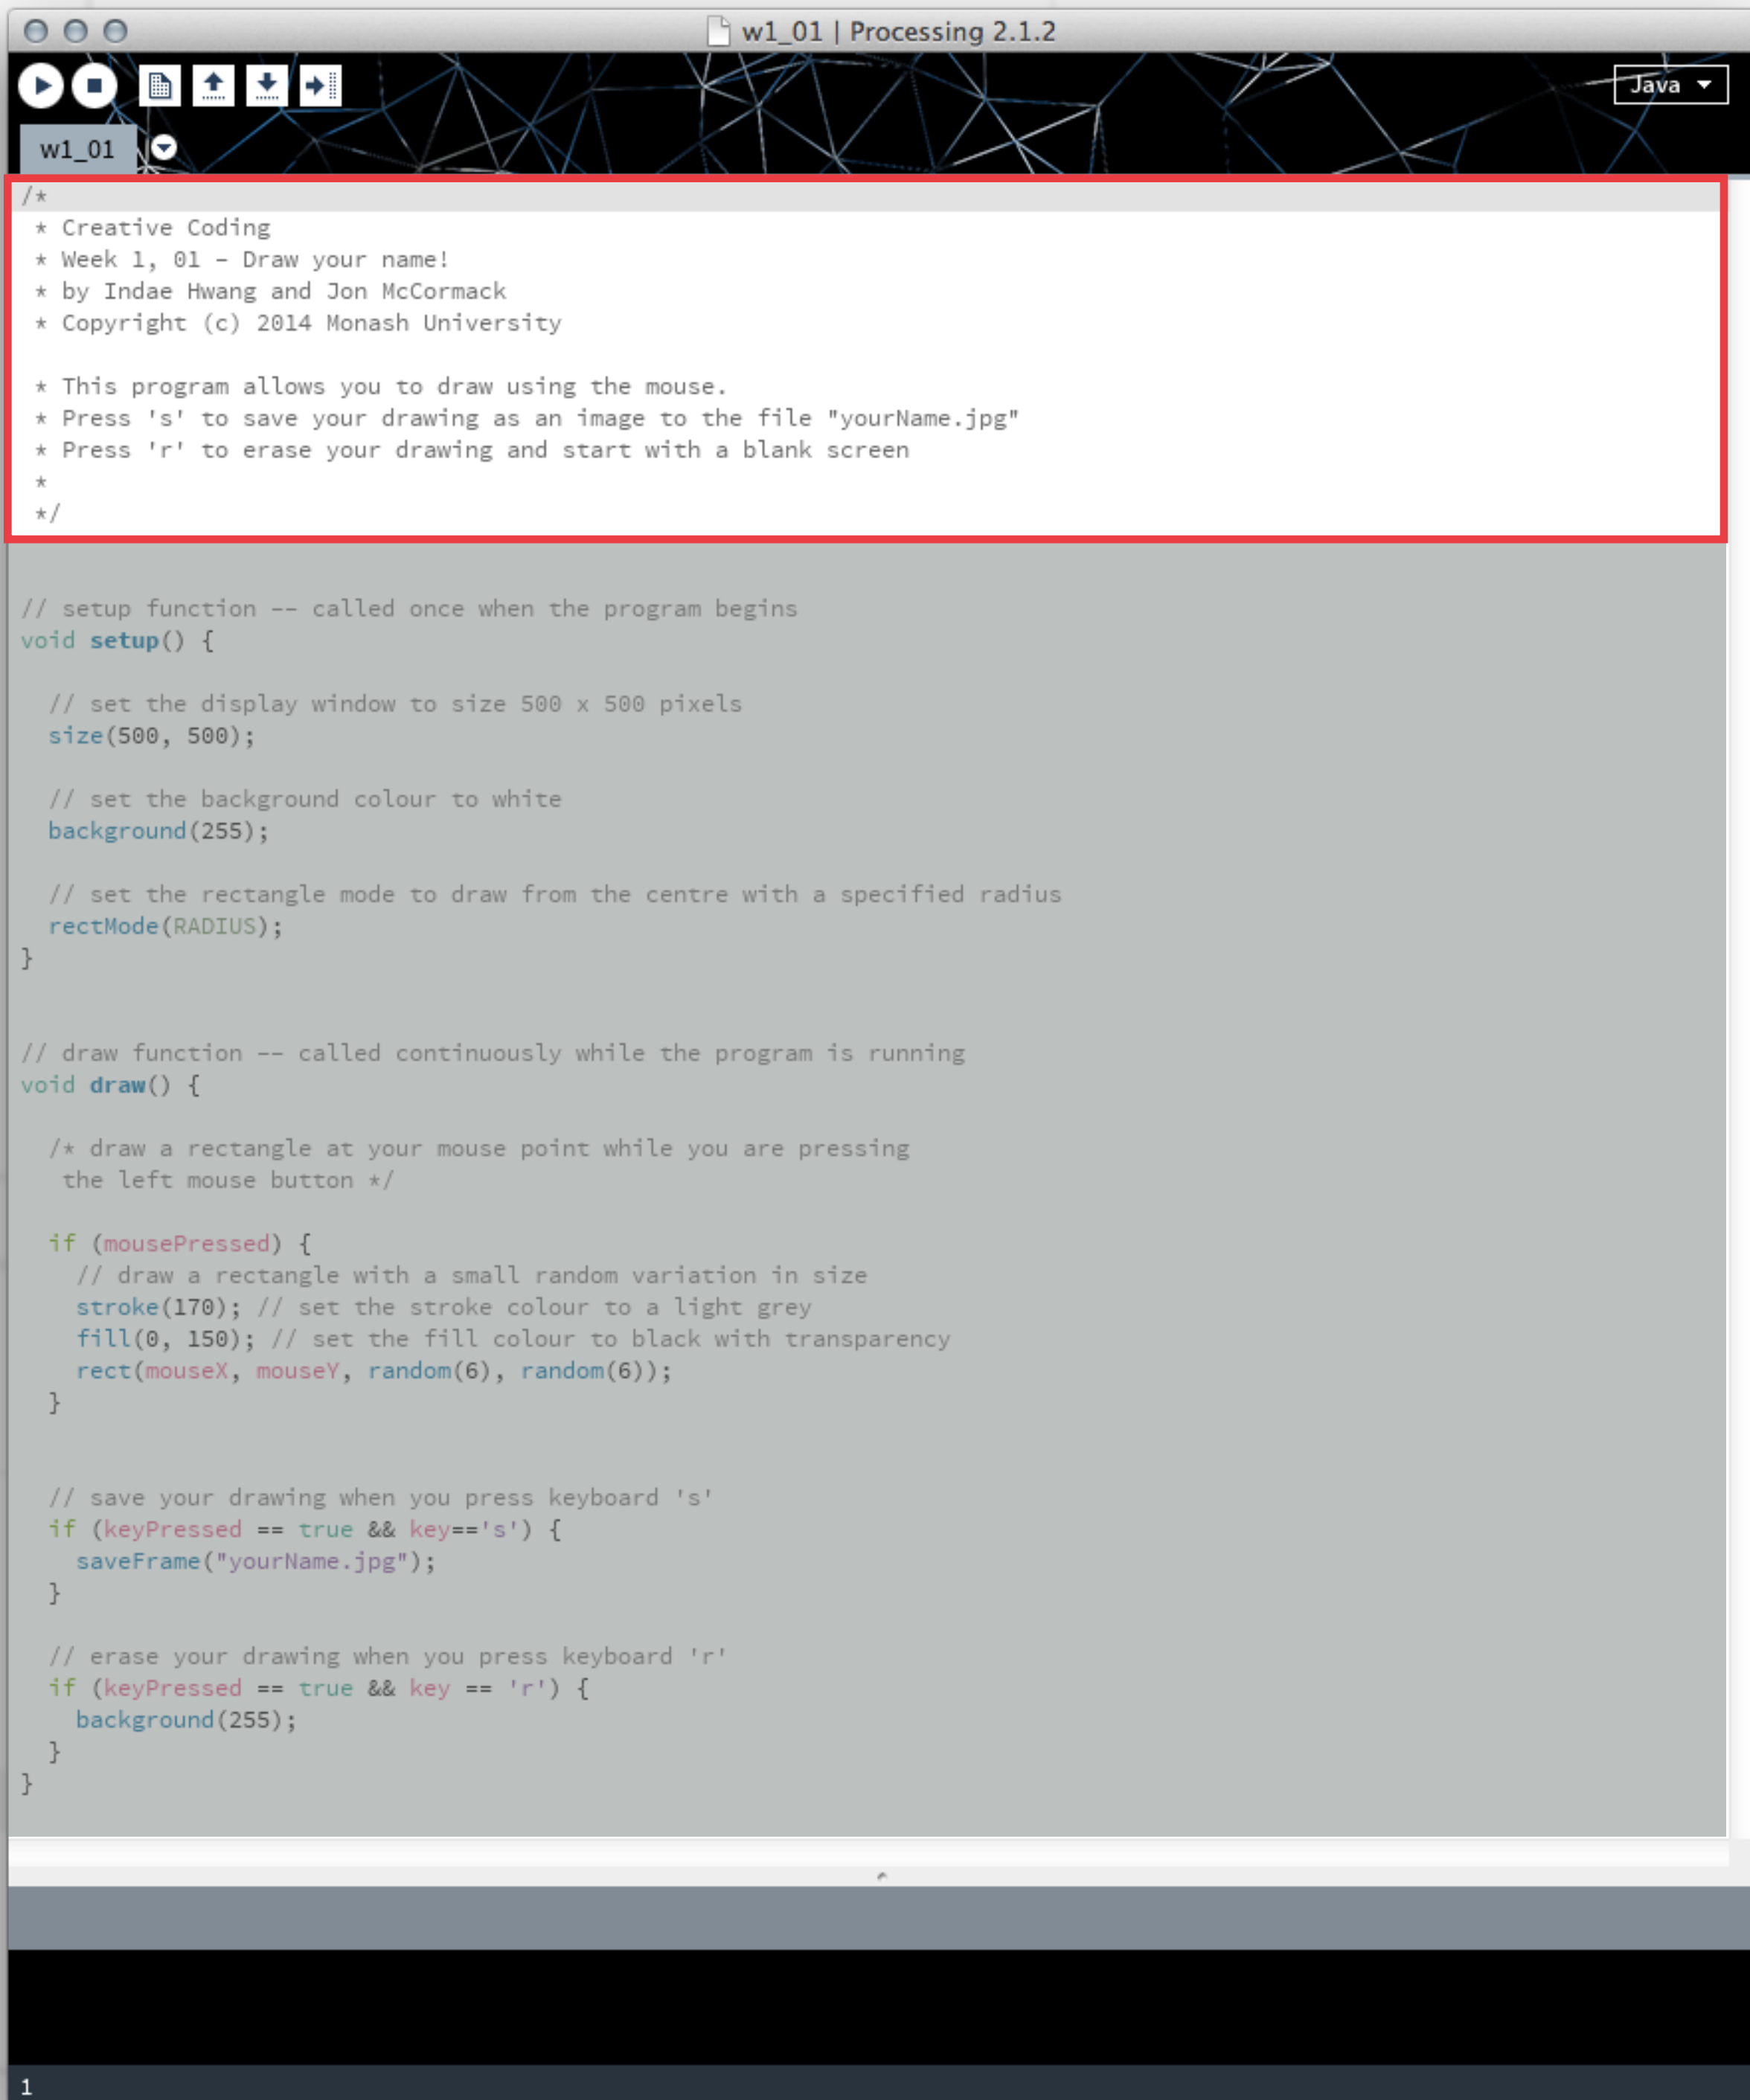 w1_01 | Processing 2.1.2
Java
w1_01
/*
 * Creative Coding
 * Week 1, 01 – Draw your name!
 * by Indae Hwang and Jon McCormack
 * Copyright (c) 2014 Monash University

 * This program allows you to draw using the mouse.
 * Press 's' to save your drawing as an image to the file "yourName.jpg"
 * Press 'r' to erase your drawing and start with a blank screen
 *
 */

// setup function -- called once when the program begins
void setup() {

  // set the display window to size 500 x 500 pixels
  size(500, 500);

  // set the background colour to white
  background(255);

  // set the rectangle mode to draw from the centre with a specified radius
  rectMode(RADIUS);
}

// draw function -- called continuously while the program is running
void draw() {

  /* draw a rectangle at your mouse point while you are pressing
   the left mouse button */

  if (mousePressed) {
    // draw a rectangle with a small random variation in size
    stroke(170); // set the stroke colour to a light grey
    fill(0, 150); // set the fill colour to black with transparency
    rect(mouseX, mouseY, random(6), random(6));
  }

  // save your drawing when you press keyboard 's'
  if (keyPressed == true && key=='s') {
    saveFrame("yourName.jpg");
  }

  // erase your drawing when you press keyboard 'r'
  if (keyPressed == true && key == 'r') {
    background(255);
  }
}
1